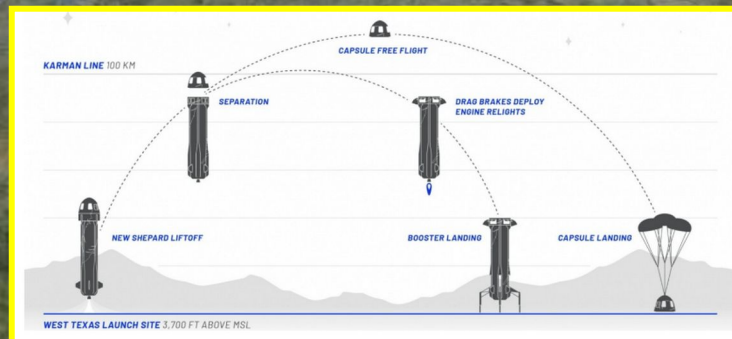 CAPSULE FREE FLIGHT
KARMAN LINE 100 KM
SEPARATION
DRAG BRAKES DEPLOY
ENGINE RELIGHTS
NEW SHEPARD LIFTOFF
BOOSTER LANDING
CAPSULE LANDING
WEST TEXAS LAUNCH SITE 3,700 FT ABOVE MSL